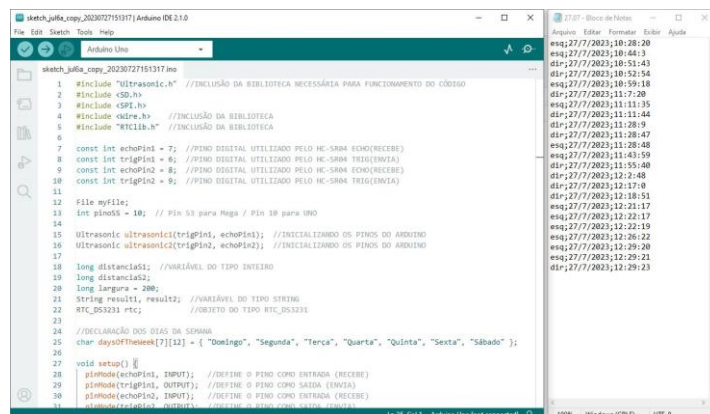 sketch_jul6a_copy_20230727151317 | Arduino IDE 2.1.0
File Edit Sketch Tools Help
Arduino Uno
sketch_jul6a_copy_20230727151317.ino
1 #include "Ultrasonic.h" //INCLUSÃO DA BIBLIOTECA NECESSÁRIA PARA FUNCIONAMENTO DO CÓDIGO
2 #include <SD.h>
3 #include <SPI.h>
4 #include <Wire.h> //INCLUSÃO DA BIBLIOTECA
5 #include "RTClib.h" //INCLUSÃO DA BIBLIOTECA
6
7 const int echoPin1 = 7; //PINO DIGITAL UTILIZADO PELO HC-SR04 ECHO(RECEBE)
8 const int trigPin1 = 6; //PINO DIGITAL UTILIZADO PELO HC-SR04 TRIG(ENVIA)
9 const int echoPin2 = 8; //PINO DIGITAL UTILIZADO PELO HC-SR04 ECHO(RECEBE)
10 const int trigPin2 = 9; //PINO DIGITAL UTILIZADO PELO HC-SR04 TRIG(ENVIA)
11
12 File myFile;
13 int pinoSS = 10; // Pin 53 para Mega / Pin 10 para UNO
14
15 Ultrasonic ultrasonic1(trigPin1, echoPin1); //INICIALIZANDO OS PINOS DO ARDUINO
16 Ultrasonic ultrasonic2(trigPin2, echoPin2); //INICIALIZANDO OS PINOS DO ARDUINO
17
18 long distanciaS1; //VARIÁVEL DO TIPO INTEIRO
19 long distanciaS2;
20 long largura = 200;
21 String result1, result2; //VARIÁVEL DO TIPO STRING
22 RTC_DS3231 rtc; //OBJETO DO TIPO RTC_DS3231
23
24 //DECLARAÇÃO DOS DIAS DA SEMANA
25 char daysOfTheWeek[7][12] = { "Domingo", "Segunda", "Terça", "Quarta", "Quinta", "Sexta", "Sábado" };
26
27 void setup() {
28 pinMode(echoPin1, INPUT); //DEFINE O PINO COMO ENTRADA (RECEBE)
29 pinMode(trigPin1, OUTPUT); //DEFINE O PINO COMO SAIDA (ENVIA)
30 pinMode(echoPin2, INPUT); //DEFINE O PINO COMO ENTRADA (RECEBE)
31 pinMode(trigPin2, OUTPUT); //DEFINE O PINO COMO SAIDA (ENVIA)
27.07 - Bloco de Notas
Arquivo Editar Formatar Exibir Ajuda
esq;27/7/2023;10:28:20
esq;27/7/2023;10:44:3
dir;27/7/2023;10:51:43
dir;27/7/2023;10:52:54
esq;27/7/2023;10:59:18
dir;27/7/2023;11:7:20
esq;27/7/2023;11:11:35
dir;27/7/2023;11:11:44
dir;27/7/2023;11:28:9
dir;27/7/2023;11:28:47
esq;27/7/2023;11:28:48
dir;27/7/2023;11:43:59
dir;27/7/2023;11:55:40
dir;27/7/2023;12:2:48
dir;27/7/2023;12:17:0
dir;27/7/2023;12:18:51
esq;27/7/2023;12:21:17
esq;27/7/2023;12:22:17
esq;27/7/2023;12:22:19
esq;27/7/2023;12:26:22
esq;27/7/2023;12:29:20
esq;27/7/2023;12:29:21
dir;27/7/2023;12:29:23